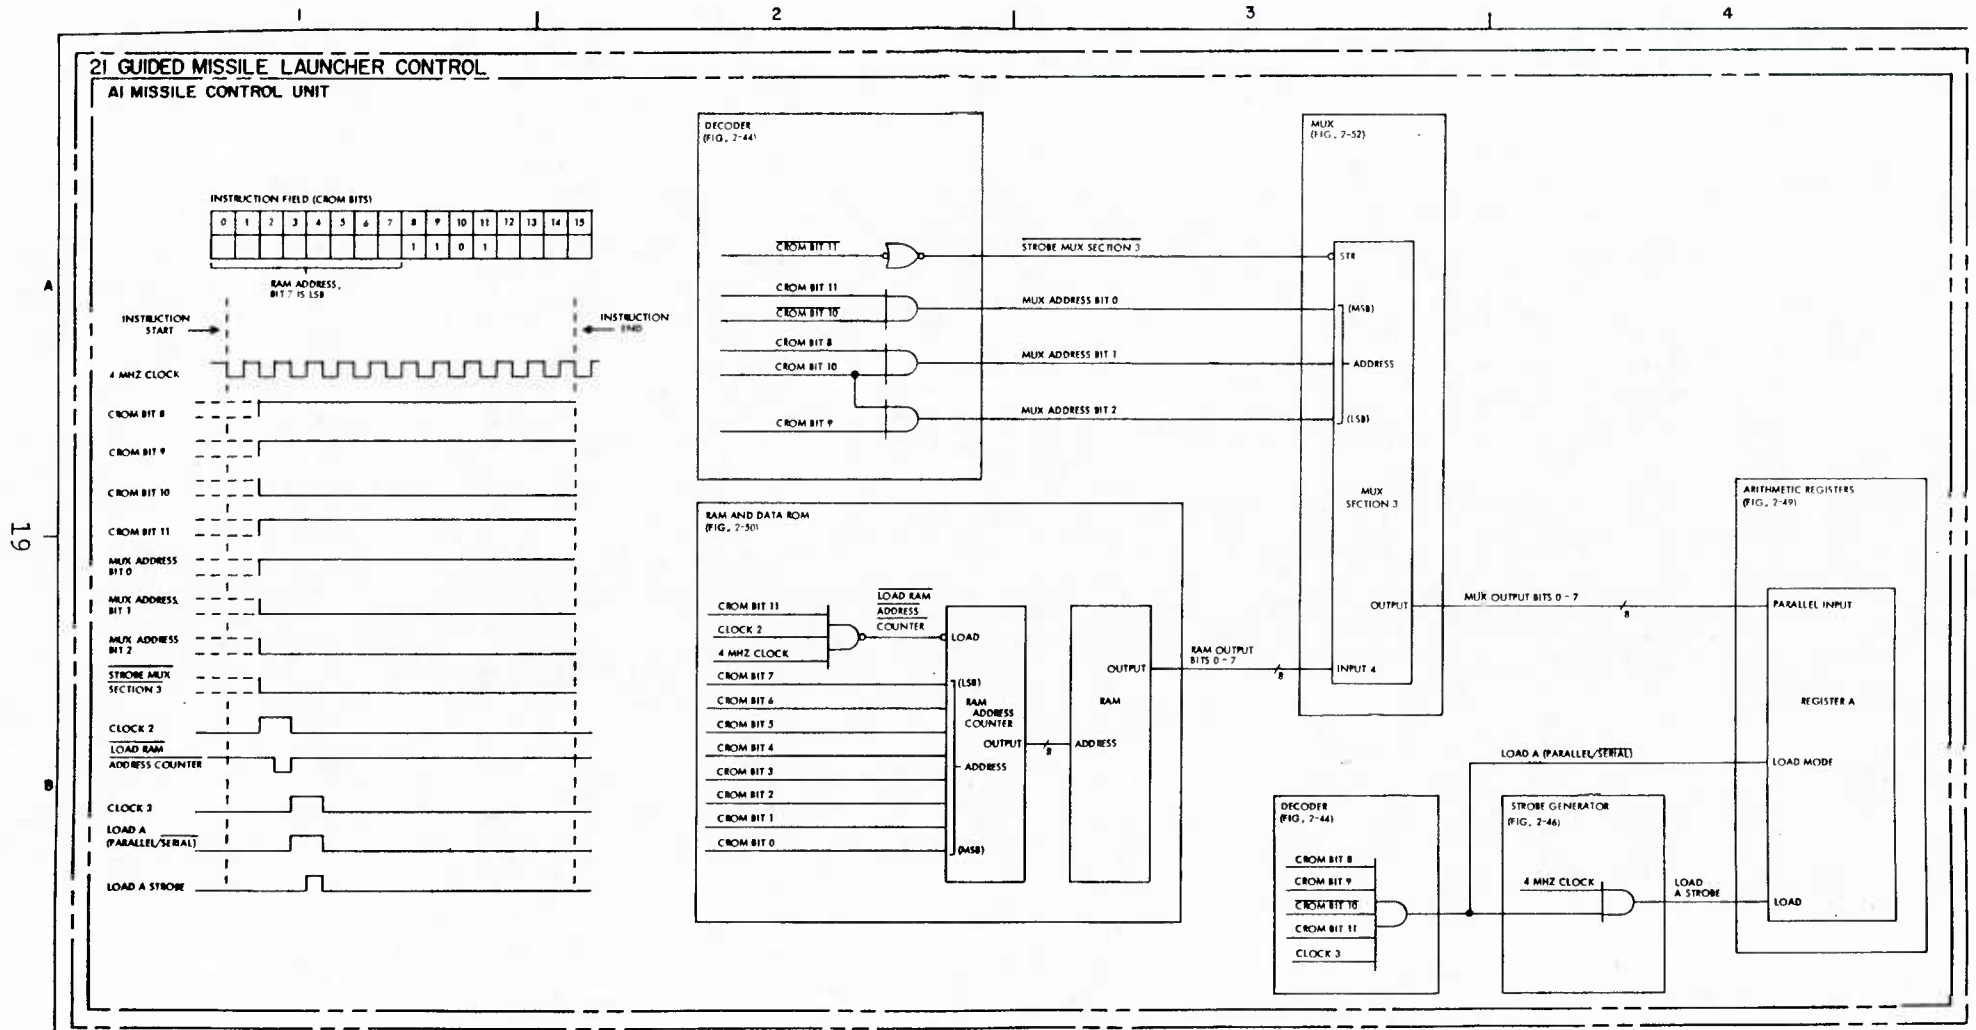 1 2 3 4
21 GUIDED MISSILE LAUNCHER CONTROL
A1 MISSILE CONTROL UNIT
INSTRUCTION FIELD (CROM BITS)
0 1 2 3 4 5 6 7 8 9 10 11 12 13 14 15
1 1 0 1
RAM ADDRESS,
BIT 7 IS LSB
INSTRUCTION
START
INSTRUCTION
END
4 MHZ CLOCK
CROM BIT 8
CROM BIT 9
CROM BIT 10
CROM BIT 11
MUX ADDRESS
BIT 0
MUX ADDRESS
BIT 1
MUX ADDRESS
BIT 2
STROBE MUX
SECTION 3
CLOCK 2
LOAD RAM
ADDRESS COUNTER
CLOCK 3
LOAD A
(PARALLEL/SERIAL)
LOAD A STROBE
A
B
19
DECODER
(FIG. 2-44)
CROM BIT 11
CROM BIT 11
CROM BIT 10
CROM BIT 8
CROM BIT 10
CROM BIT 9
STROBE MUX SECTION 3
MUX ADDRESS BIT 0
MUX ADDRESS BIT 1
MUX ADDRESS BIT 2
MUX
(FIG. 2-52)
STR
(MSB)
ADDRESS
(LSB)
MUX
SECTION 3
OUTPUT
INPUT 4
RAM AND DATA ROM
(FIG. 2-50)
CROM BIT 11
CLOCK 2
4 MHZ CLOCK
CROM BIT 7
CROM BIT 6
CROM BIT 5
CROM BIT 4
CROM BIT 3
CROM BIT 2
CROM BIT 1
CROM BIT 0
LOAD RAM
ADDRESS
COUNTER
LOAD
(LSB)
RAM
ADDRESS
COUNTER
OUTPUT
ADDRESS
(MSB)
8
OUTPUT
RAM
ADDRESS
RAM OUTPUT
BITS 0 - 7
8
MUX OUTPUT BITS 0 - 7
8
ARITHMETIC REGISTERS
(FIG. 2-49)
PARALLEL INPUT
REGISTER A
LOAD MODE
LOAD
LOAD A (PARALLEL/SERIAL)
DECODER
(FIG. 2-44)
CROM BIT 8
CROM BIT 9
CROM BIT 10
CROM BIT 11
CLOCK 3
STROBE GENERATOR
(FIG. 2-46)
4 MHZ CLOCK
LOAD
A STROBE